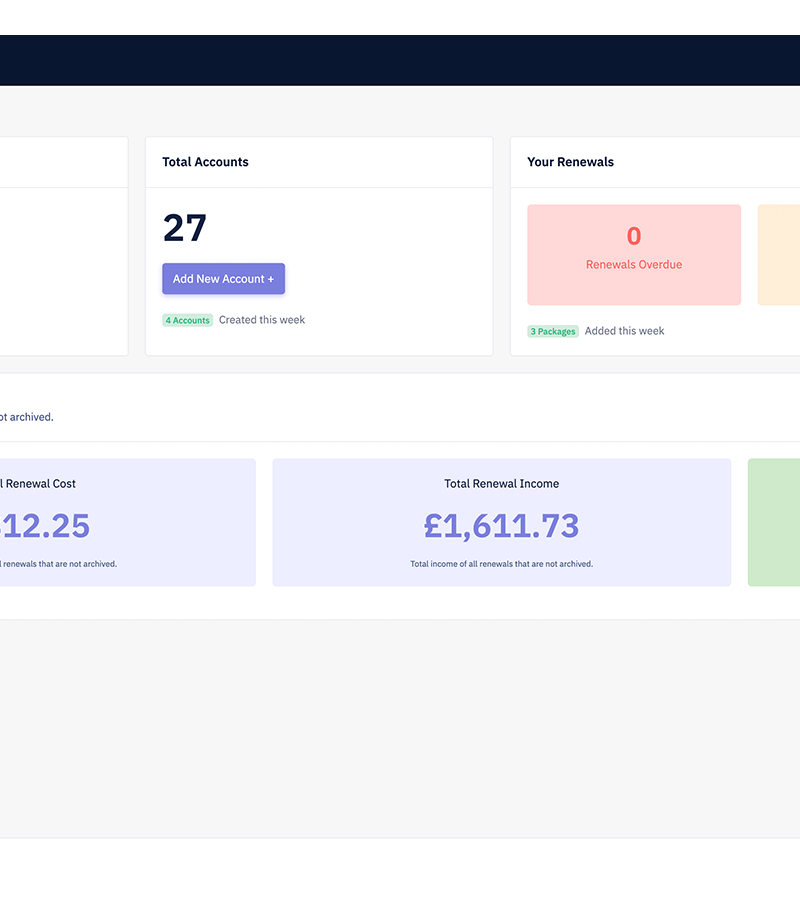 Total Accounts
27
Add New Account +
4 Accounts Created this week
Your Renewals
0
Renewals Overdue
3 Packages Added this week
not archived.
Renewal Cost
12.25
renewals that are not archived.
Total Renewal Income
£1,611.73
Total income of all renewals that are not archived.